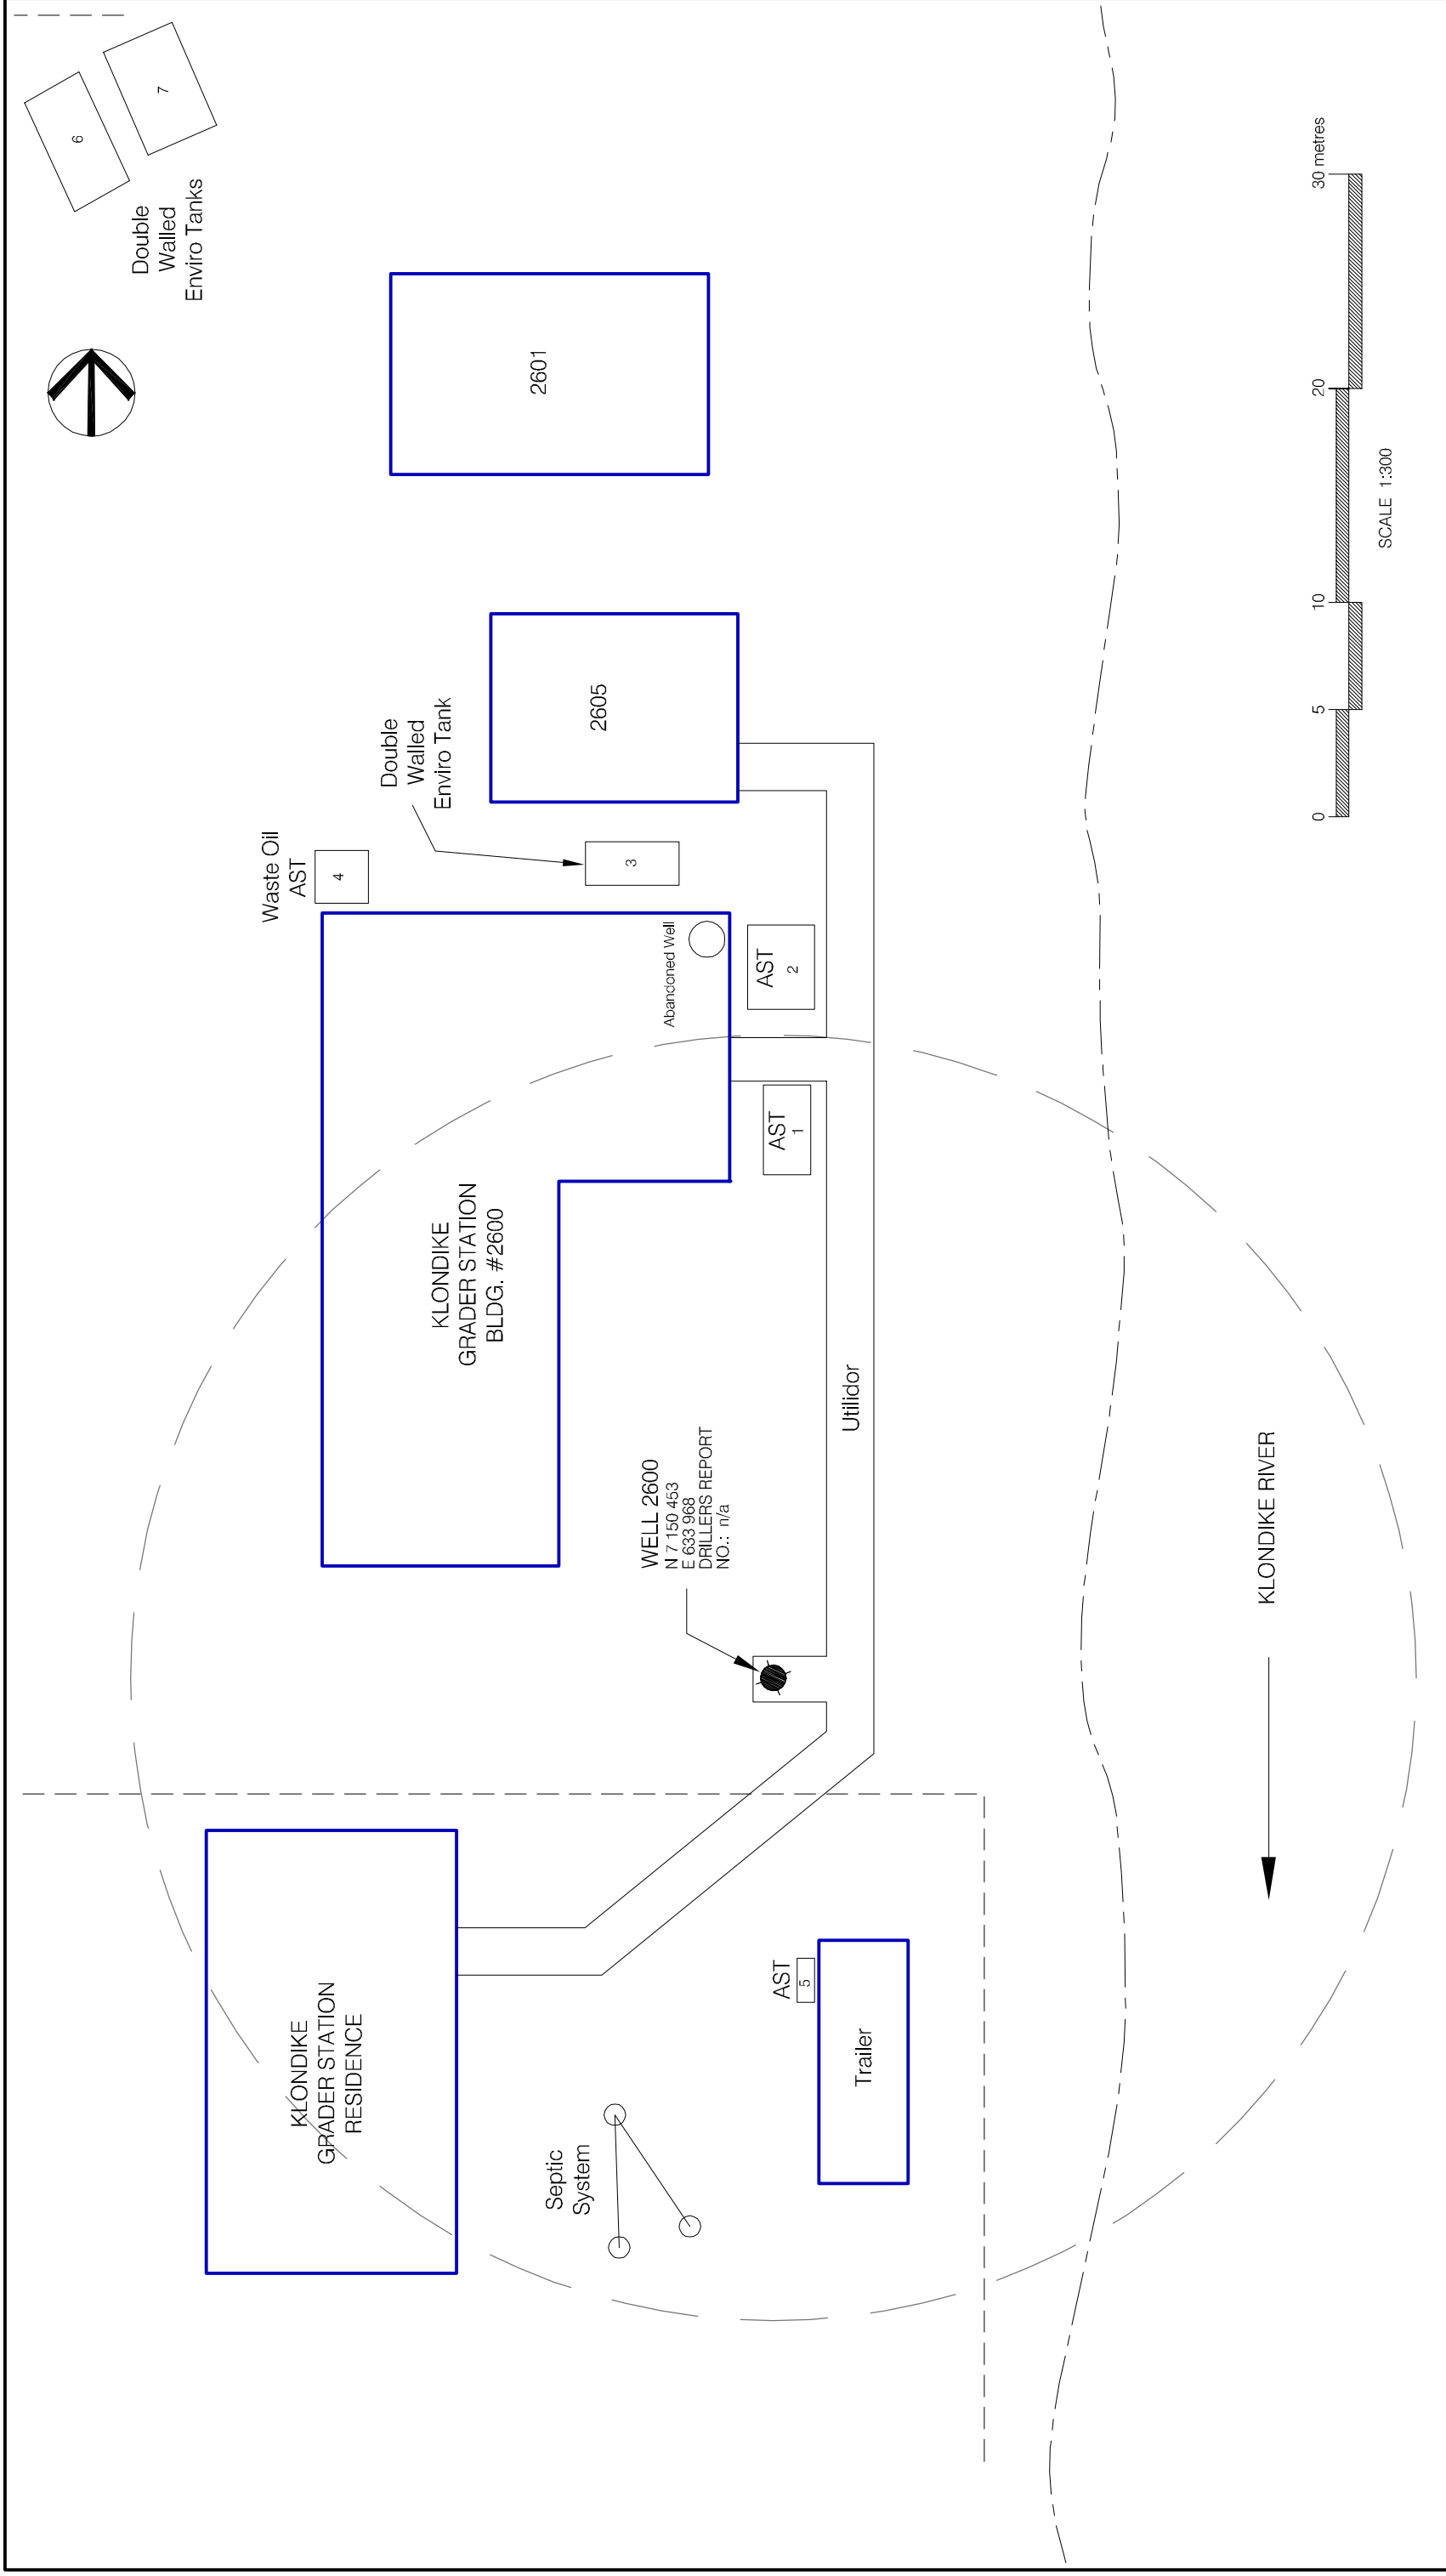 6
7
Double
Walled
Enviro Tanks
2601
2605
Double
Walled
Enviro Tank
3
Waste Oil
AST
4
Abandoned Well
AST
2
AST
1
KLONDIKE
GRADER STATION
BLDG. #2600
Utilidor
WELL 2600
N 7 150 453
E 633 968
DRILLERS REPORT
NO.: n/a
KLONDIKE
GRADER STATION
RESIDENCE
Septic
System
AST
5
Trailer
KLONDIKE RIVER
0 5 10 20 30 metres
SCALE 1:300